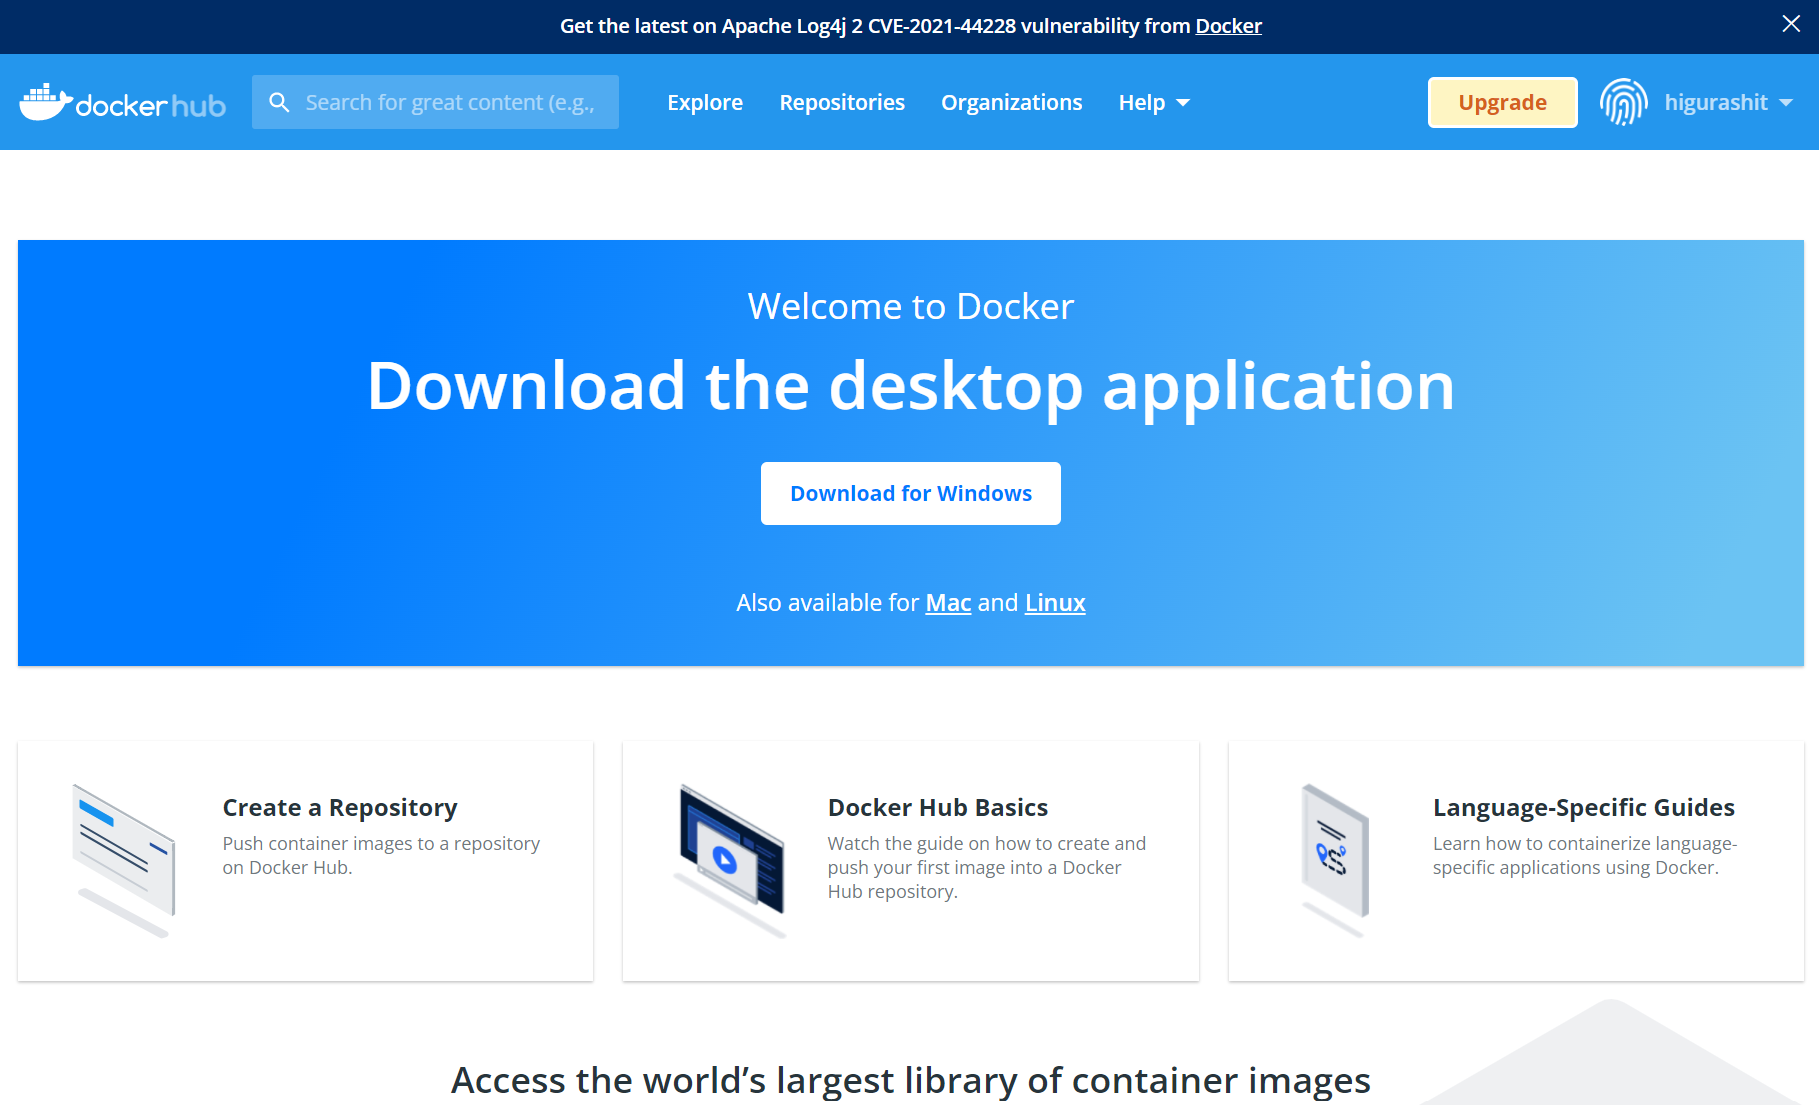 Get the latest on Apache Log4j 2 CVE-2021-44228 vulnerability from Docker
docker hub
Search for great content (e.g.,
Explore
Repositories
Organizations
Help
Upgrade
higurashit
Welcome to Docker
Download the desktop application
Download for Windows
Also available for Mac and Linux
Create a Repository
Push container images to a repository
on Docker Hub.
Docker Hub Basics
Watch the guide on how to create and
push your first image into a Docker
Hub repository.
Language-Specific Guides
Learn how to containerize language-
specific applications using Docker.
Access the world’s largest library of container images